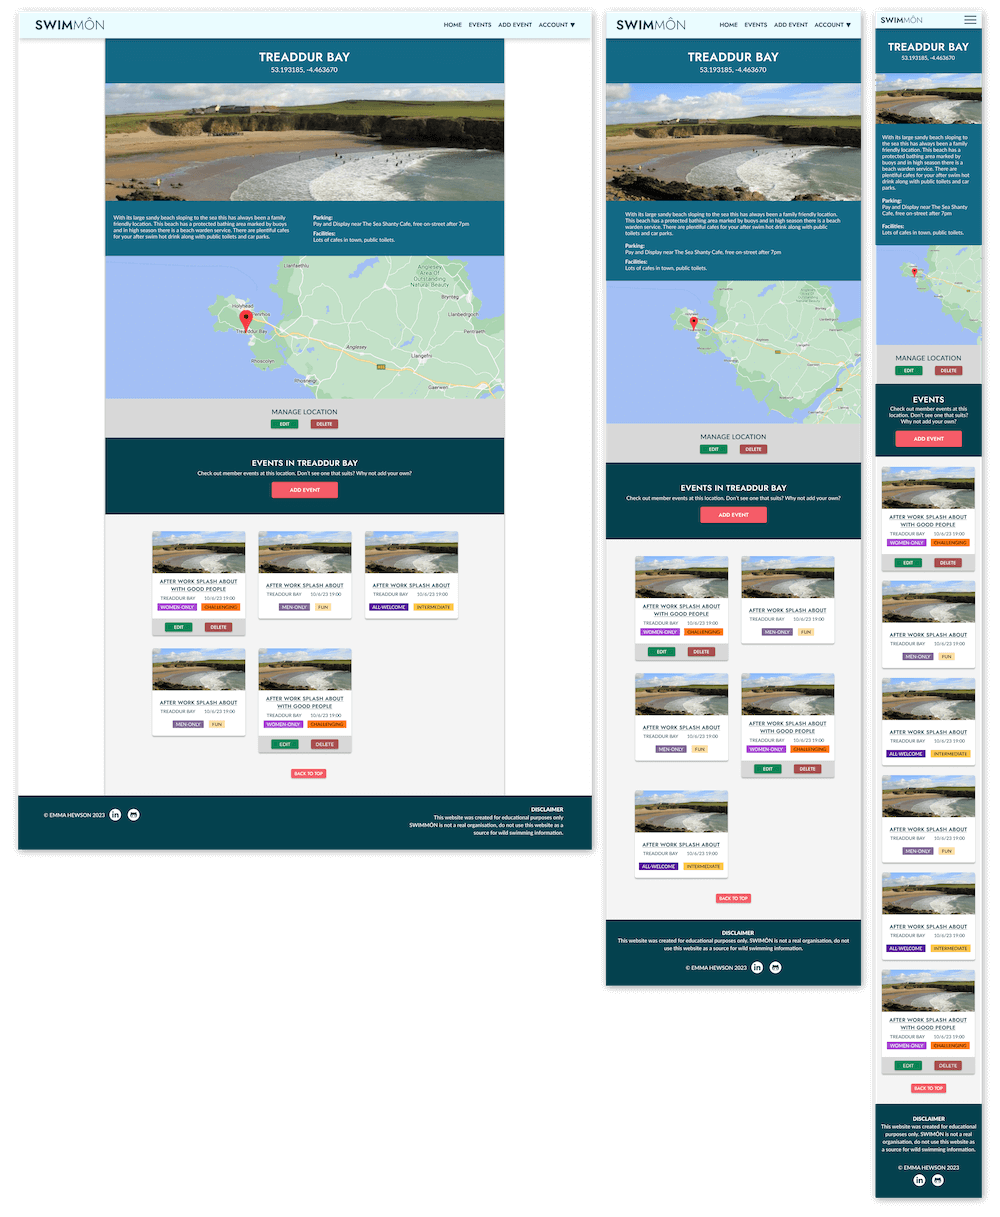 SWIMMÔN
HOME EVENTS ADD EVENT ACCOUNT ▼
TREADDUR BAY
53.193185, -4.463670
With its large sandy beach sloping to the sea this has always been a family
friendly location. This beach has a protected bathing area marked by buoys
and in high season there is a beach warden service. There are plentiful cafes
for your after swim hot drink along with public toilets and car parks.
Parking:
Pay and Display near The Sea Shanty Cafe, free on-street after 7pm
Facilities:
Lots of cafes in town, public toilets.
Llanfaethlu
Anglesey
Area Of
Outstanding
Natural Beauty
Brynteg
Holyhead
Penrhos
Llanbedrgoch
Treaddur Bay
Pentraeth
Anglesey
Llangefni
Rhoscolyn
Rhosneigr
Gaerwen
MANAGE LOCATION
EDIT DELETE
EVENTS IN TREADDUR BAY
Check out member events at this location. Don't see one that suits? Why not add your own?
ADD EVENT
AFTER WORK SPLASH ABOUT
WITH GOOD PEOPLE
TREADDUR BAY 10/6/23 19:00
WOMEN-ONLY CHALLENGING
EDIT DELETE
AFTER WORK SPLASH ABOUT
TREADDUR BAY 10/6/23 19:00
MEN-ONLY FUN
AFTER WORK SPLASH ABOUT
TREADDUR BAY 10/6/23 19:00
ALL-WELCOME INTERMEDIATE
AFTER WORK SPLASH ABOUT
TREADDUR BAY 10/6/23 19:00
MEN-ONLY FUN
AFTER WORK SPLASH ABOUT
WITH GOOD PEOPLE
TREADDUR BAY 10/6/23 19:00
WOMEN-ONLY CHALLENGING
EDIT DELETE
BACK TO TOP
© EMMA HEWSON 2023
in
DISCLAIMER
This website was created for educational purposes only
SWIMMÔN is not a real organisation, do not use this website as a
source for wild swimming information.
SWIMMÔN
HOME EVENTS ADD EVENT ACCOUNT ▼
TREADDUR BAY
53.193185, -4.463670
With its large sandy beach sloping to the sea this has always been a family friendly location.
This beach has a protected bathing area marked by buoys and in high season there is a beach
warden service. There are plentiful cafes for your after swim hot drink along with public toilets
and car parks.
Parking:
Pay and Display near The Sea Shanty Cafe, free on-street after 7pm
Facilities:
Lots of cafes in town, public toilets.
MANAGE LOCATION
EDIT DELETE
EVENTS IN TREADDUR BAY
Check out member events at this location. Don't see one that suits? Why not add your own?
ADD EVENT
AFTER WORK SPLASH ABOUT
WITH GOOD PEOPLE
TREADDUR BAY 10/6/23 19:00
WOMEN-ONLY CHALLENGING
EDIT DELETE
AFTER WORK SPLASH ABOUT
TREADDUR BAY 10/6/23 19:00
MEN-ONLY FUN
AFTER WORK SPLASH ABOUT
TREADDUR BAY 10/6/23 19:00
MEN-ONLY FUN
AFTER WORK SPLASH ABOUT
WITH GOOD PEOPLE
TREADDUR BAY 10/6/23 19:00
WOMEN-ONLY CHALLENGING
EDIT DELETE
AFTER WORK SPLASH ABOUT
TREADDUR BAY 10/6/23 19:00
ALL-WELCOME INTERMEDIATE
BACK TO TOP
DISCLAIMER
This website was created for educational purposes only. SWIMÔN is not a real organisation, do not
use this website as a source for wild swimming information.
© EMMA HEWSON 2023
in
SWIMMÔN
TREADDUR BAY
53.193185, -4.463670
With its large sandy beach sloping to
the sea this has always been a family
friendly location. This beach has a
protected bathing area marked by
buoys and in high season there is a
beach warden service. There are
plentiful cafes for your after swim hot
drink along with public toilets and car
parks.
Parking:
Pay and Display near The Sea Shanty
Cafe, free on-street after 7pm
Facilities:
Lots of cafes in town, public toilets.
MANAGE LOCATION
EDIT DELETE
EVENTS
Check out member events at this
location. Don't see one that suits?
Why not add your own?
ADD EVENT
AFTER WORK SPLASH ABOUT
WITH GOOD PEOPLE
TREADDUR BAY 10/6/23 19:00
WOMEN-ONLY CHALLENGING
EDIT DELETE
AFTER WORK SPLASH ABOUT
TREADDUR BAY 10/6/23 19:00
MEN-ONLY FUN
AFTER WORK SPLASH ABOUT
TREADDUR BAY 10/6/23 19:00
ALL-WELCOME INTERMEDIATE
AFTER WORK SPLASH ABOUT
TREADDUR BAY 10/6/23 19:00
MEN-ONLY FUN
AFTER WORK SPLASH ABOUT
TREADDUR BAY 10/6/23 19:00
ALL-WELCOME INTERMEDIATE
AFTER WORK SPLASH ABOUT
WITH GOOD PEOPLE
TREADDUR BAY 10/6/23 19:00
WOMEN-ONLY CHALLENGING
EDIT DELETE
BACK TO TOP
DISCLAIMER
This website was created for educational
purposes only. SWIMÔN is not a real
organisation, do not use this website as
a source for wild swimming information.
© EMMA HEWSON 2023
in